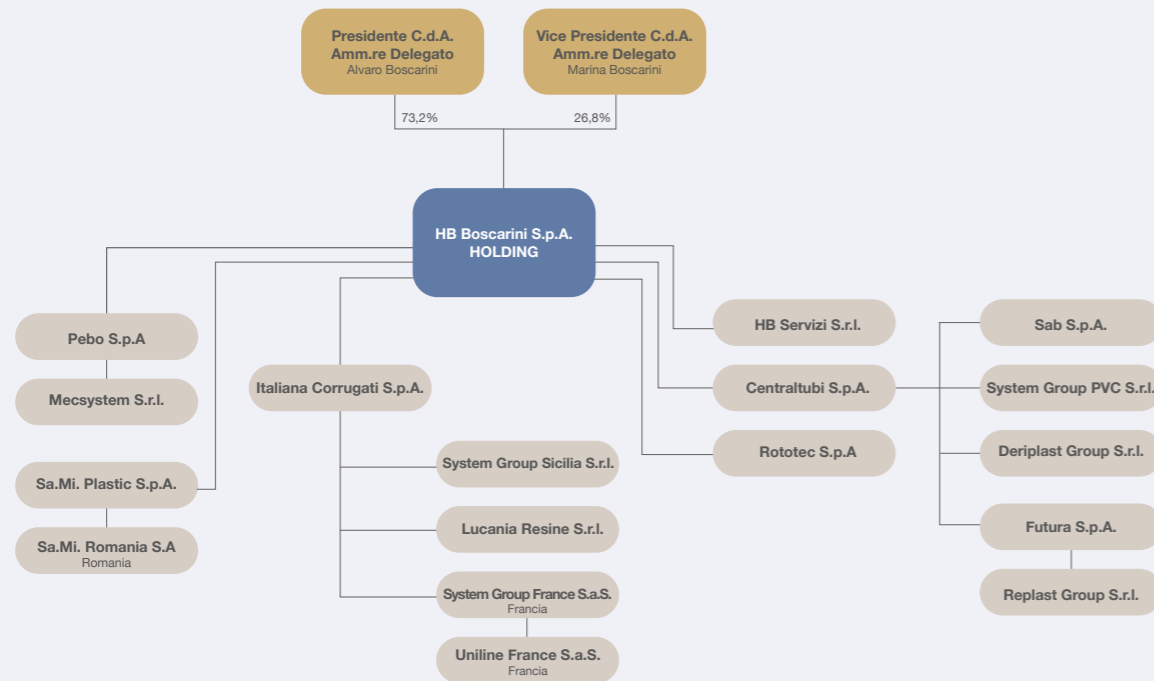 Presidente C.d.A.
Amm.re Delegato
Alvaro Boscarini
Vice Presidente C.d.A.
Amm.re Delegato
Marina Boscarini
73,2%
26,8%
HB Boscarini S.p.A.
HOLDING
Pebo S.p.A
Mecsystem S.r.l.
Sa.Mi. Plastic S.p.A.
Sa.Mi. Romania S.A
Romania
Italiana Corrugati S.p.A.
System Group Sicilia S.r.l.
Lucania Resine S.r.l.
System Group France S.a.S.
Francia
Uniline France S.a.S.
Francia
HB Servizi S.r.l.
Centraltubi S.p.A.
Rototec S.p.A
Sab S.p.A.
System Group PVC S.r.l.
Deriplast Group S.r.l.
Futura S.p.A.
Replast Group S.r.l.